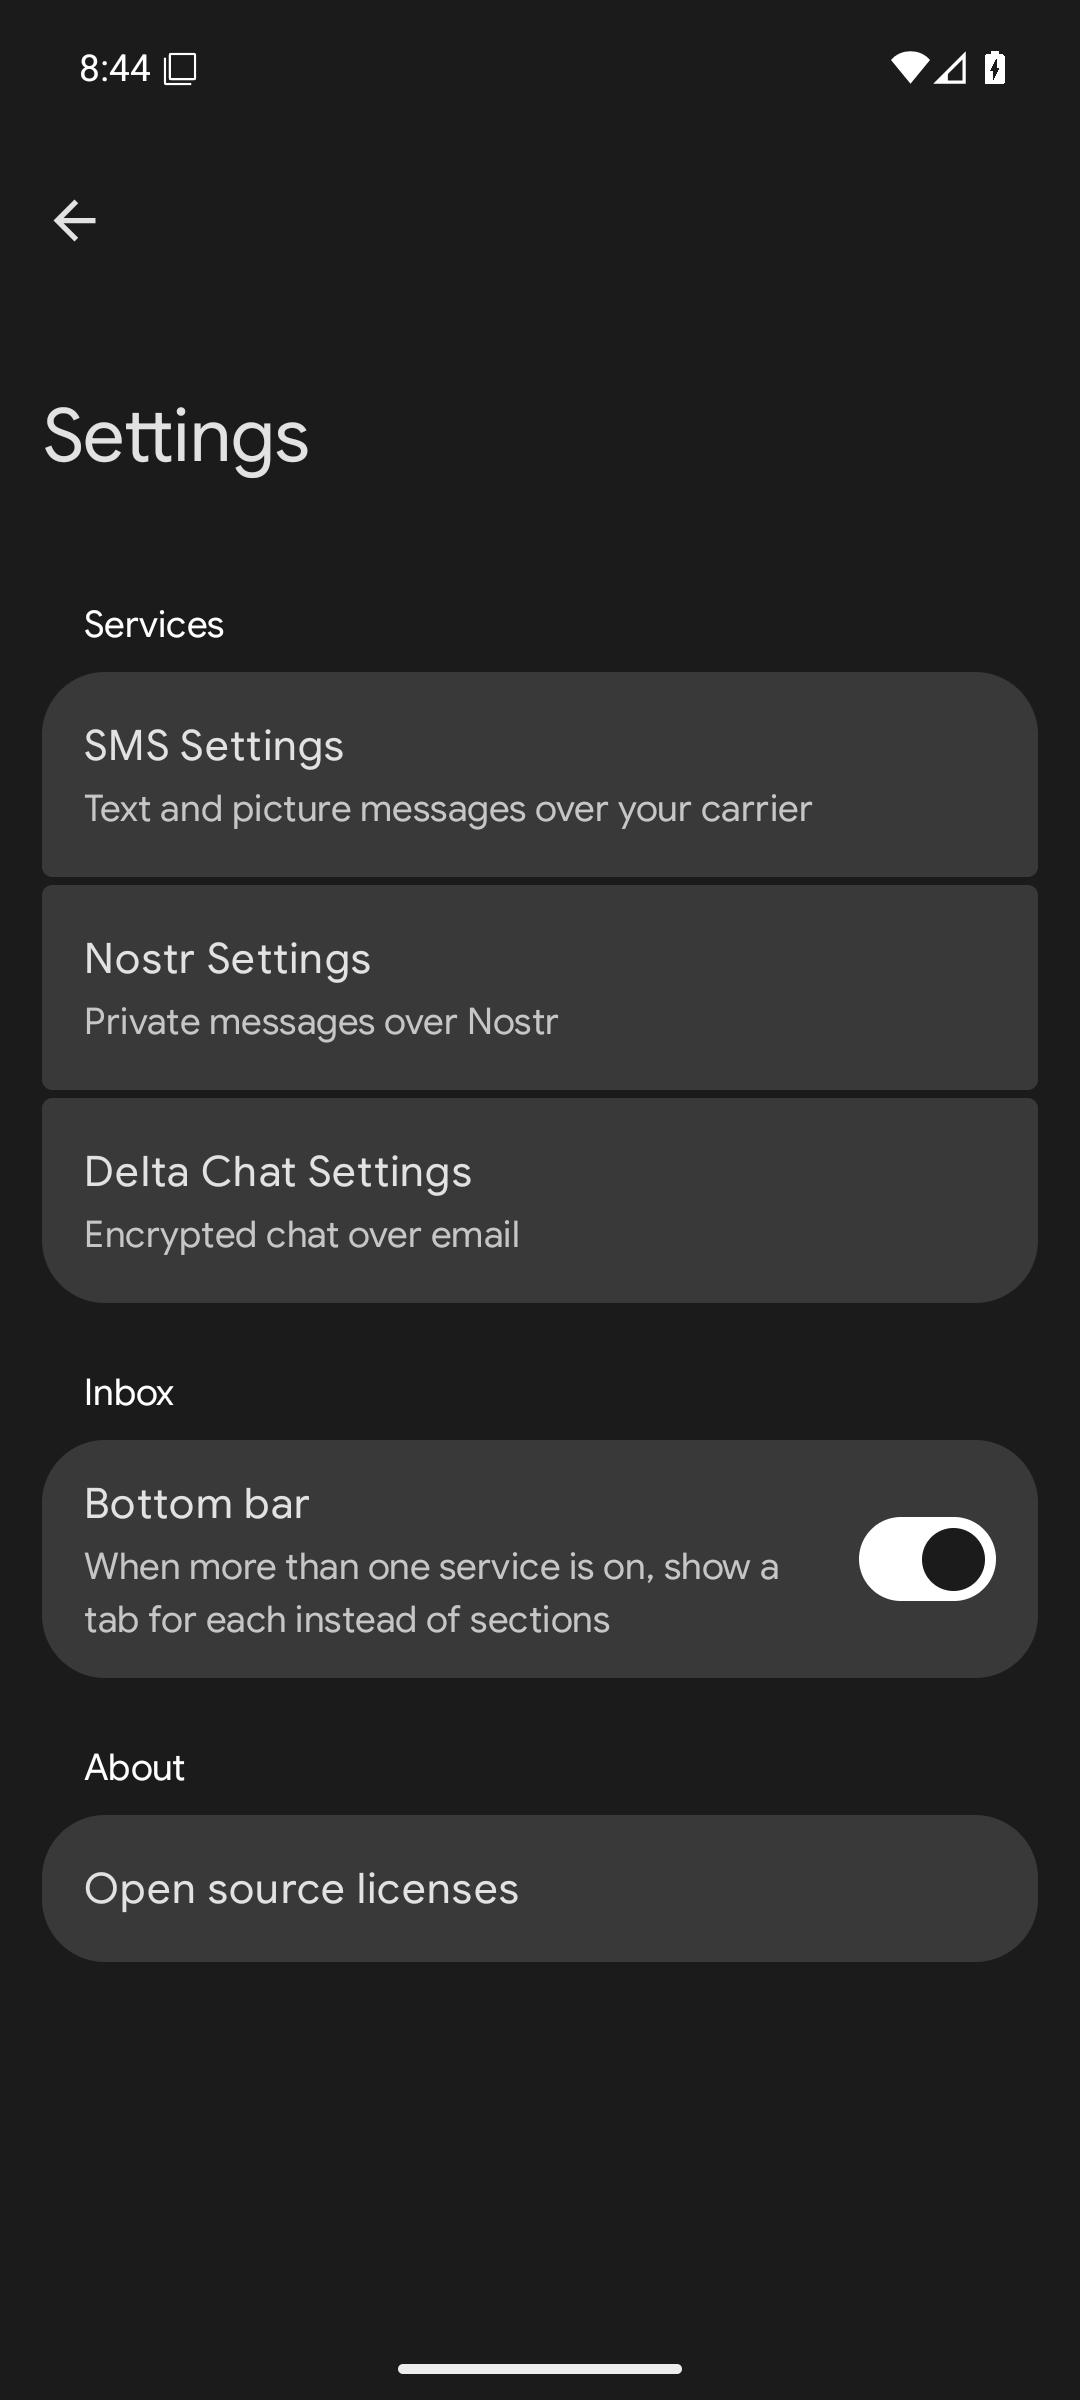 8:44
Settings
Services
SMS Settings
Text and picture messages over your carrier
Nostr Settings
Private messages over Nostr
Delta Chat Settings
Encrypted chat over email
Inbox
Bottom bar
When more than one service is on, show a
tab for each instead of sections
About
Open source licenses